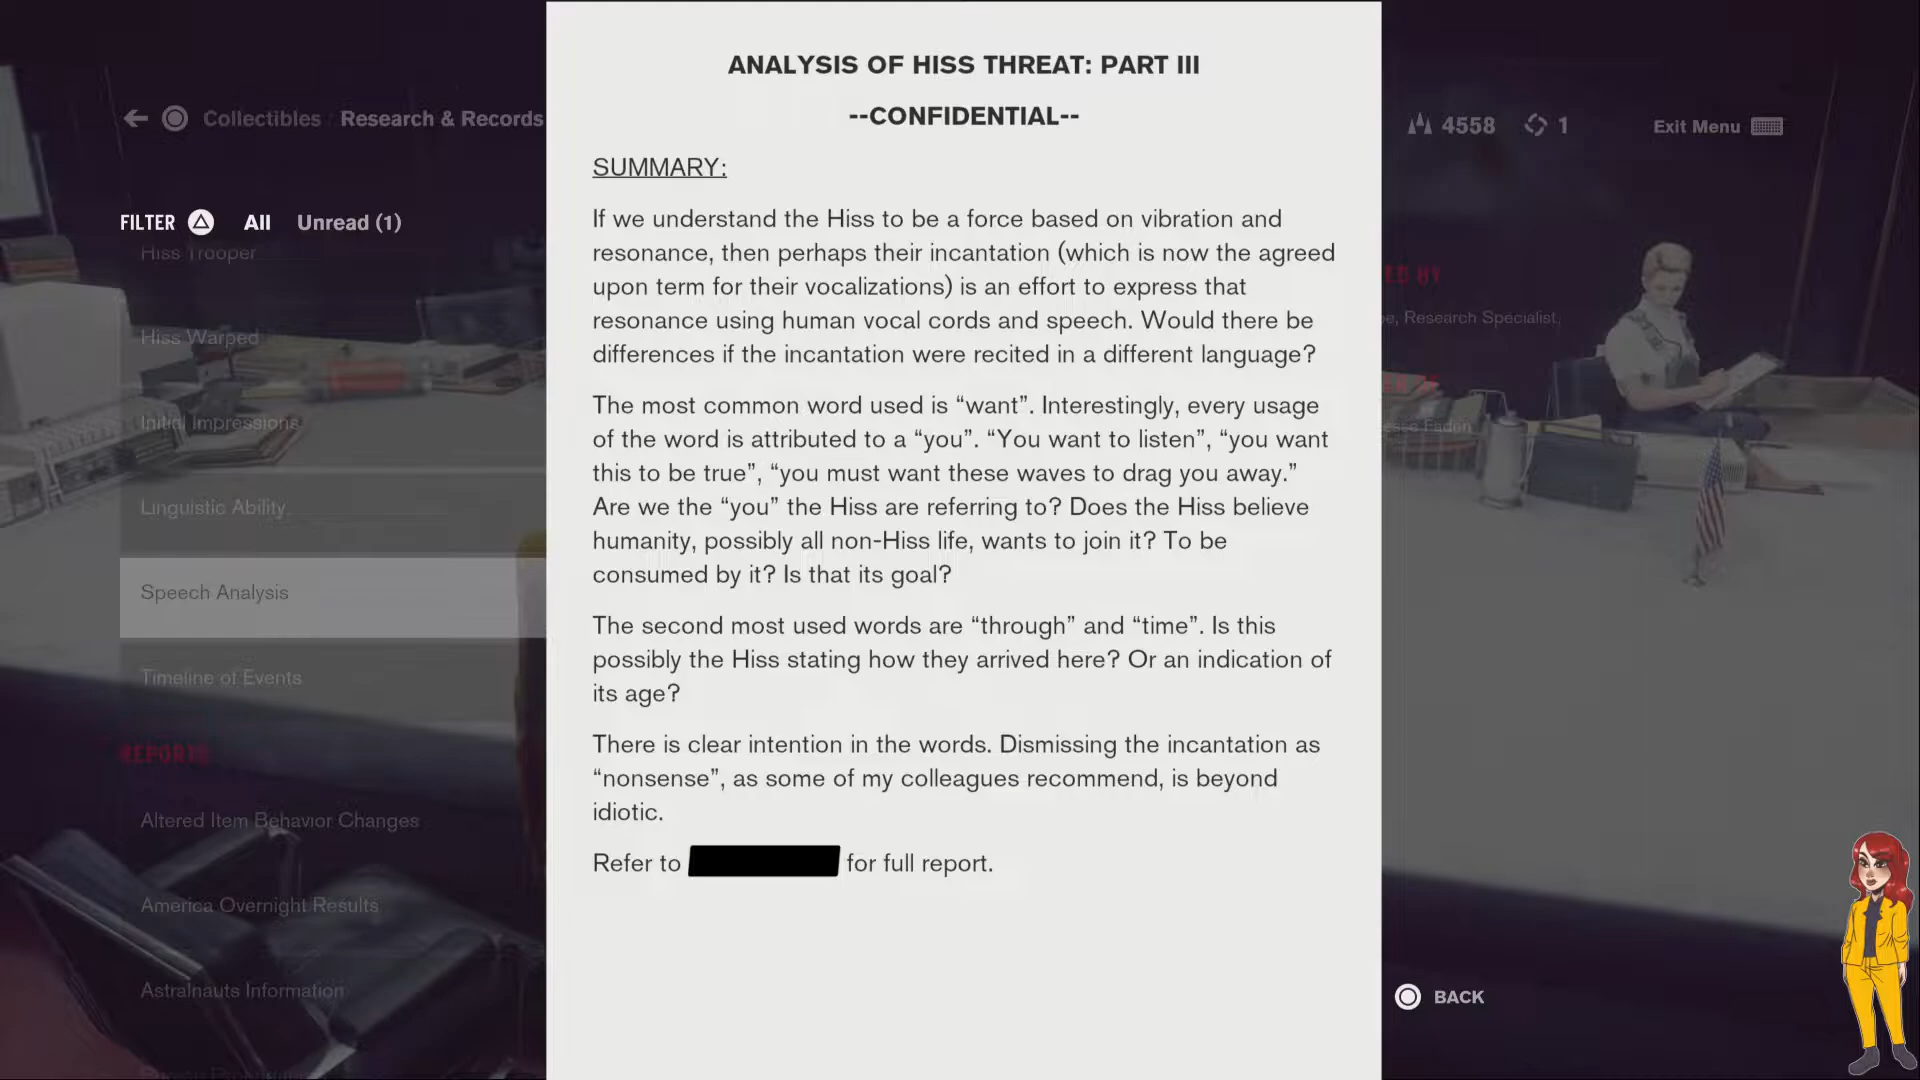 ANALYSIS OF HISS THREAT: PART III
--CONFIDENTIAL--
Collectibles Research & Records
4558 1 Exit Menu
SUMMARY:
If we understand the Hiss to be a force based on vibration and
resonance, then perhaps their incantation (which is now the agreed
upon term for their vocalizations) is an effort to express that
resonance using human vocal cords and speech. Would there be
differences if the incantation were recited in a different language?
The most common word used is “want”. Interestingly, every usage
of the word is attributed to a “you”. “You want to listen”, “you want
this to be true”, “you must want these waves to drag you away.”
Are we the “you” the Hiss are referring to? Does the Hiss believe
humanity, possibly all non-Hiss life, wants to join it? To be
consumed by it? Is that its goal?
The second most used words are “through” and “time”. Is this
possibly the Hiss stating how they arrived here? Or an indication of
its age?
There is clear intention in the words. Dismissing the incantation as
“nonsense”, as some of my colleagues recommend, is beyond
idiotic.
Refer to for full report.
FILTER All Unread (1)
Hiss Trooper
Hiss Warped
Initial Impressions
Linguistic Ability
Speech Analysis
Timeline of Events
REPORTS
Altered Item Behavior Changes
America Overnight Results
Astralnauts Information
ED BY
Research Specialist,
Faden
BACK